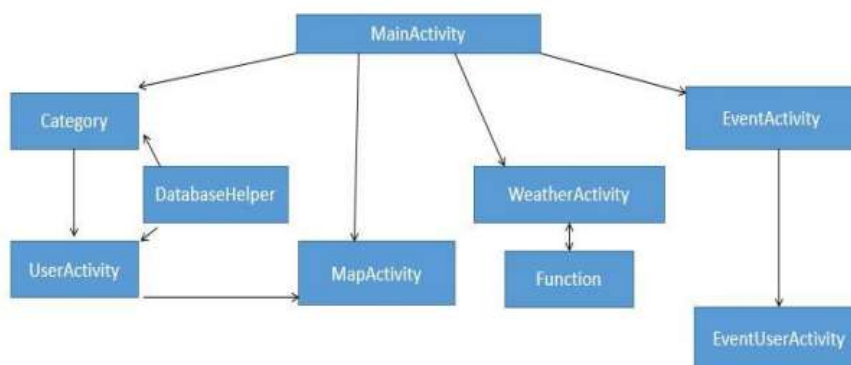 MainActivity
Category
EventActivity
DatabaseHelper
WeatherActivity
UserActivity
MapActivity
Function
EventUserActivity